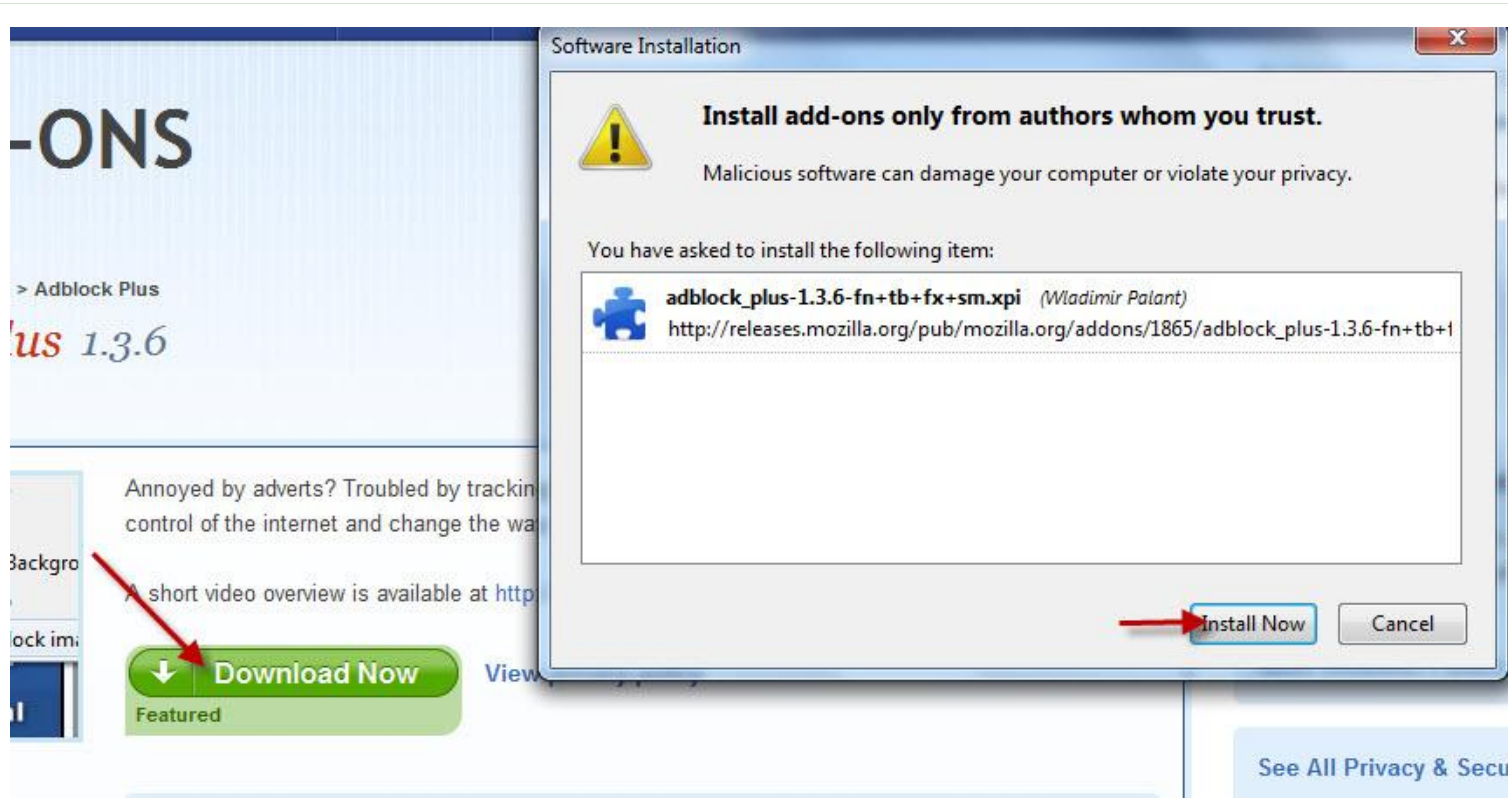 -ONS
> Adblock Plus
lus 1.3.6
Annoyed by adverts? Troubled by trackin
control of the internet and change the wa
A short video overview is available at http
Backgro
lock ima
Download Now
View
Featured
Software Installation
X
Install add-ons only from authors whom you trust.
Malicious software can damage your computer or violate your privacy.
You have asked to install the following item:
adblock_plus-1.3.6-fn+tb+fx+sm.xpi (Wladimir Palant)
http://releases.mozilla.org/pub/mozilla.org/addons/1865/adblock_plus-1.3.6-fn+tb+f
Install Now
Cancel
See All Privacy & Secu